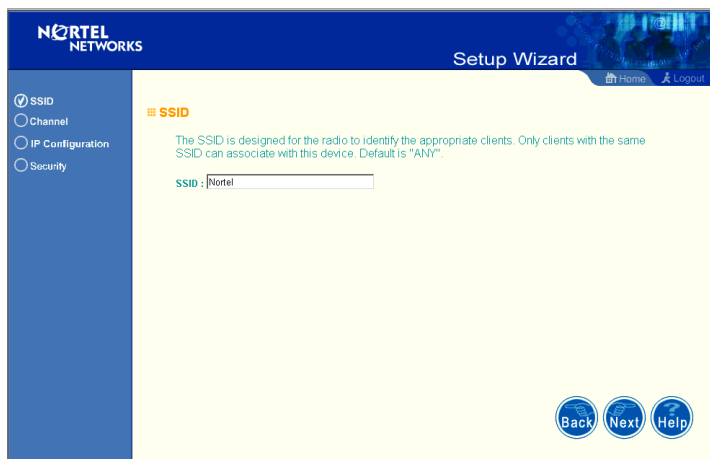 NORTEL
NETWORKS
Setup Wizard
Home
Logout
SSID
Channel
IP Configuration
Security
SSID
The SSID is designed for the radio to identify the appropriate clients. Only clients with the same
SSID can associate with this device. Default is "ANY".
SSID : Nortel
Back
Next
Help